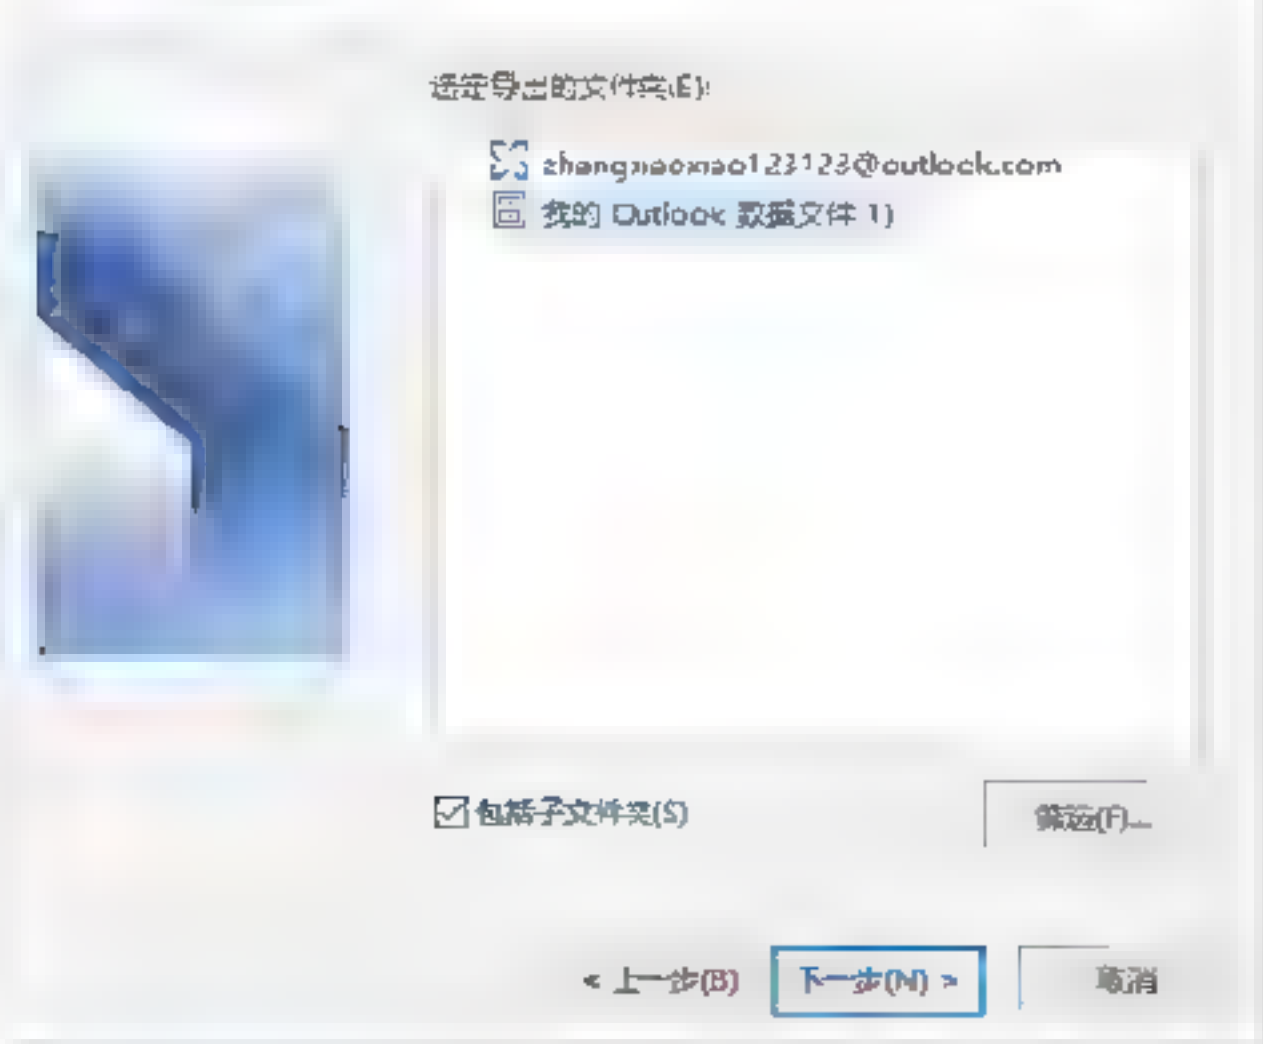 选定导出的文件夹(E):
zhangxiaoxiao123123@outlook.com
我的 Outlook 数据文件 1)
包括子文件夹(S)
筛选(F)...
< 上一步(B)
下一步(N) >
取消